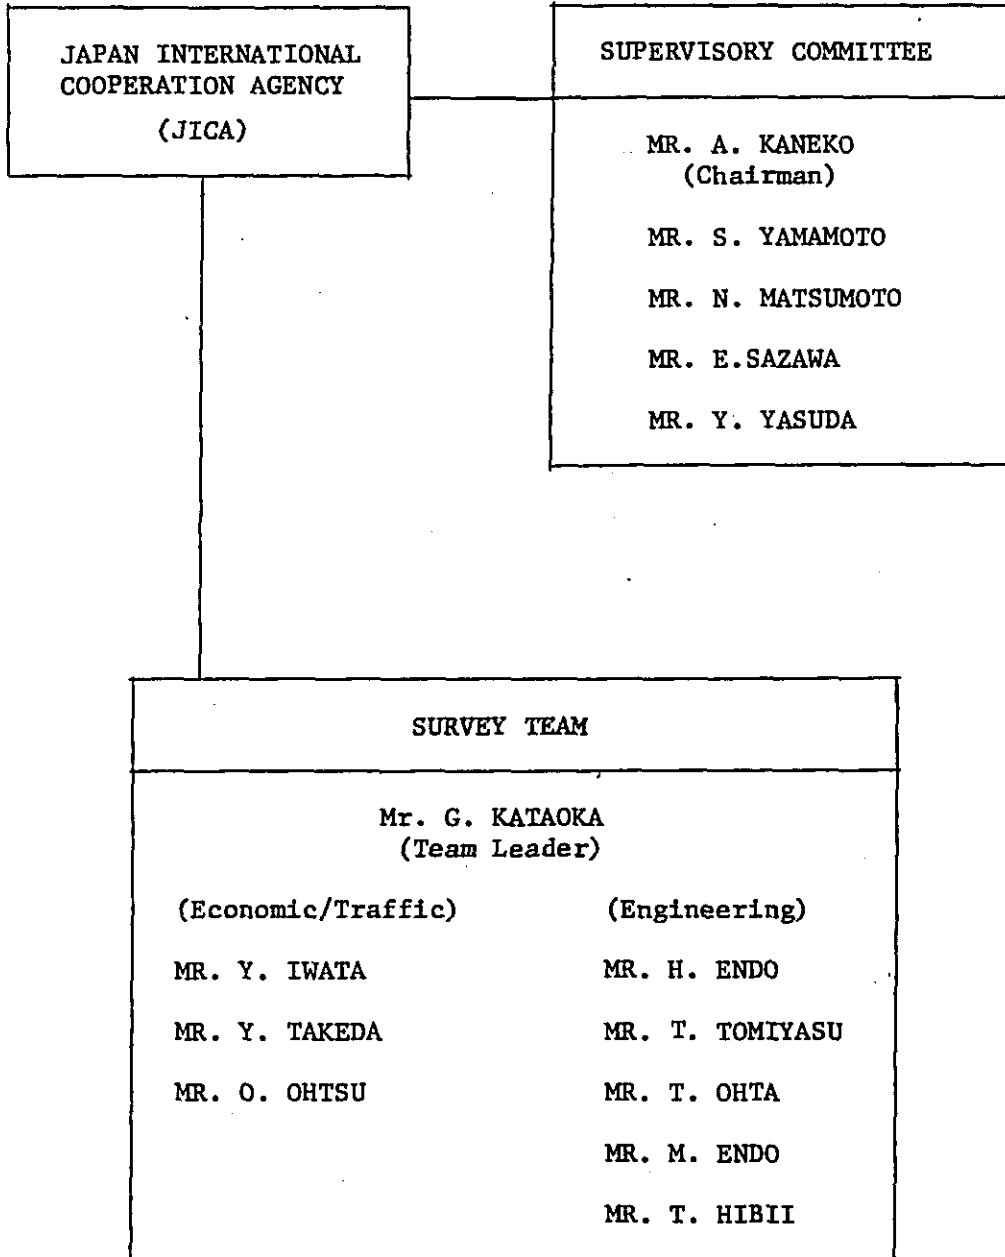 JAPAN INTERNATIONAL
COOPERATION AGENCY
(JICA)
SUPERVISORY COMMITTEE
MR. A. KANEKO
(Chairman)
MR. S. YAMAMOTO
MR. N. MATSUMOTO
MR. E.SAZAWA
MR. Y. YASUDA
SURVEY TEAM
Mr. G. KATAOKA
(Team Leader)
(Economic/Traffic)
MR. Y. IWATA
MR. Y. TAKEDA
MR. O. OHTSU
(Engineering)
MR. H. ENDO
MR. T. TOMIYASU
MR. T. OHTA
MR. M. ENDO
MR. T. HIBII